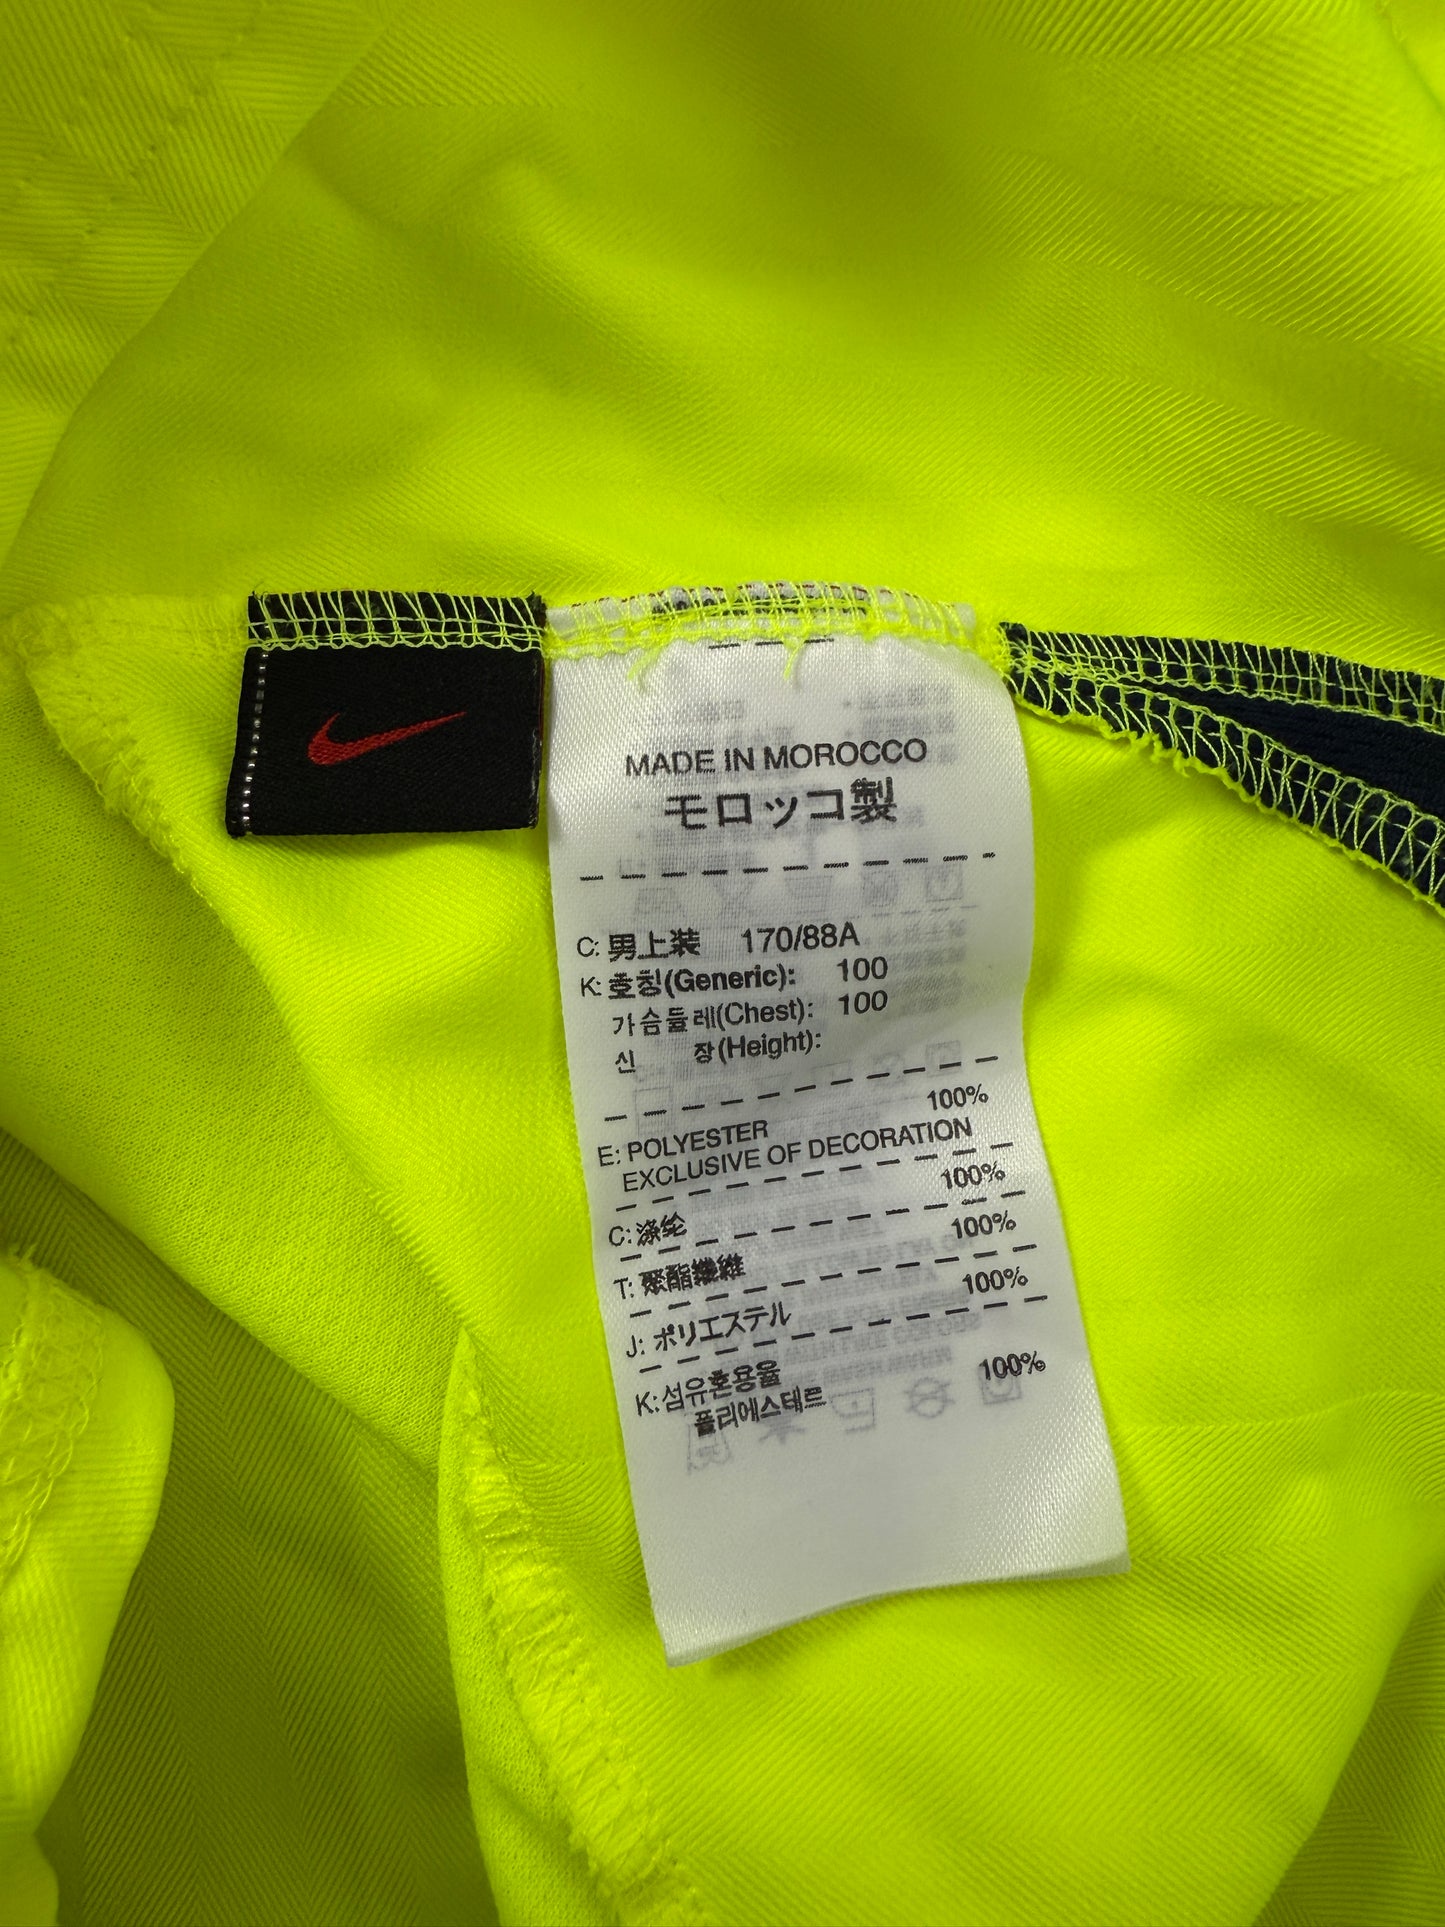 MADE IN MOROCCO
モロッコ製
C: 男上装 170/88A
K: 호칭(Generic): 100
가슴둘레(Chest): 100
신 장(Height):
100%
E: POLYESTER
EXCLUSIVE OF DECORATION
100%
C: 涤纶
100%
T: 聚酯纖維
100%
J: ポリエステル
K: 섬유혼용율 100%
폴리에스테르